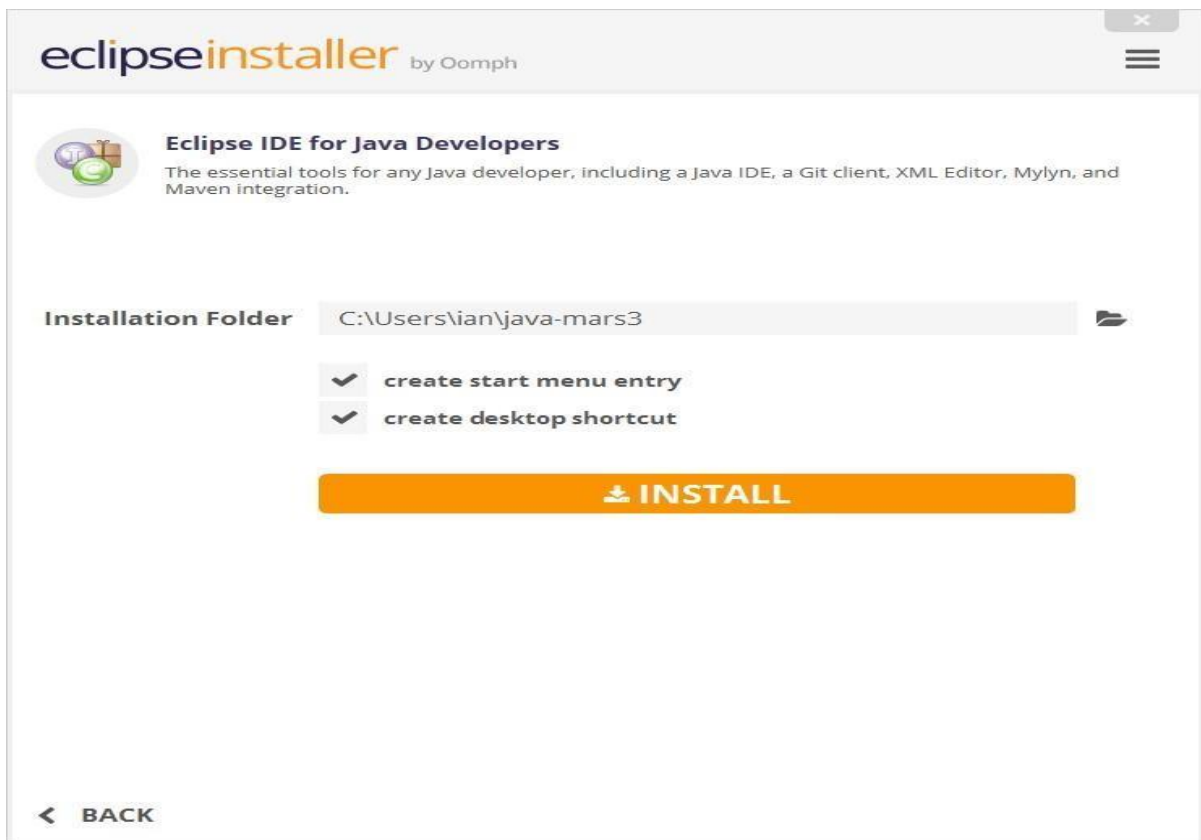 eclipseinstaller by Oomph
Eclipse IDE for Java Developers
The essential tools for any Java developer, including a Java IDE, a Git client, XML Editor, Mylyn, and
Maven integration.
Installation Folder C:\Users\ian\java-mars3
create start menu entry
create desktop shortcut
INSTALL
BACK